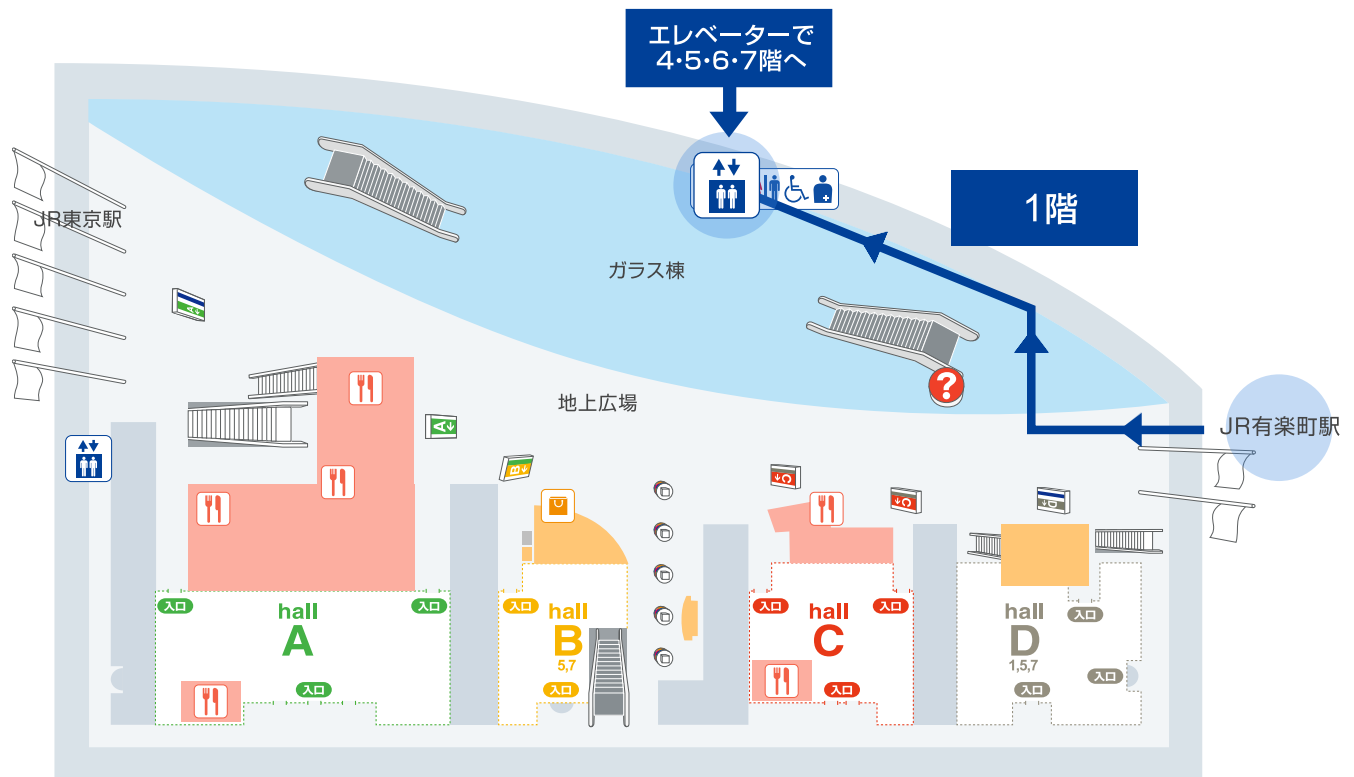 エレベーターで
4・5・6・7階へ
1階
JR東京駅
ガラス棟
地上広場
JR有楽町駅
?
A
A
B
C
C
D
入口
hall
A
入口
入口
入口
hall
B
5,7
入口
入口
hall
C
入口
入口
hall
D
1,5,7
入口
入口
入口